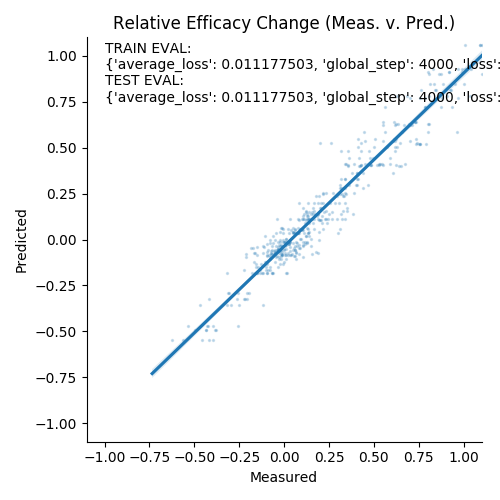 Relative Efficacy Change (Meas. v. Pred.)
TRAIN EVAL:
{'average_loss': 0.011177503, 'global_step': 4000, 'loss':
TEST EVAL:
{'average_loss': 0.011177503, 'global_step': 4000, 'loss':
1.00
0.75
0.50
0.25
0.00
−0.25
−0.50
−0.75
−1.00
Predicted
−1.00 −0.75 −0.50 −0.25 0.00 0.25 0.50 0.75 1.00
Measured